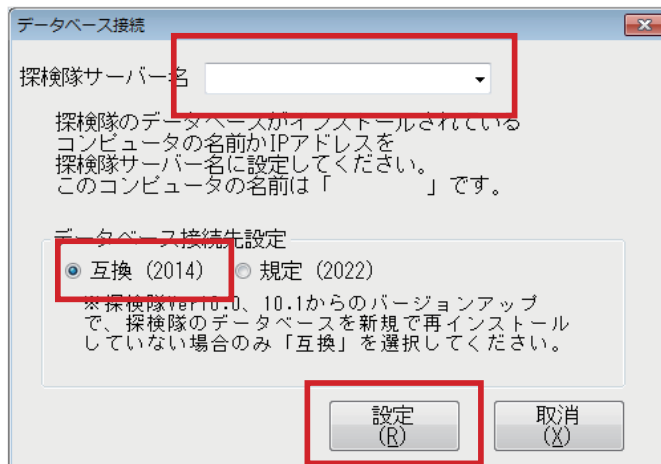 データベース接続
探検隊サーバー名
探検隊のデータベースがインストールされている
コンピュータの名前かIPアドレスを
探検隊サーバー名に設定してください。
このコンピュータの名前は「　　　　　」です。
データベース接続先設定
互換（2014） 規定（2022）
※探検隊Ver10.0、10.1からのバージョンアップ
で、探検隊のデータベースを新規で再インストール
していない場合のみ「互換」を選択してください。
設定 取消
(R) (X)